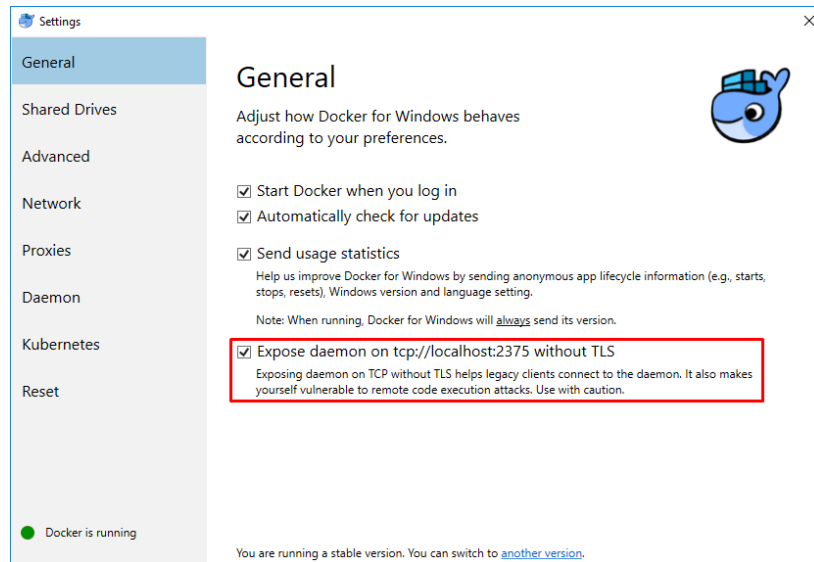 Settings
General
Shared Drives
Advanced
Network
Proxies
Daemon
Kubernetes
Reset
Docker is running
General
Adjust how Docker for Windows behaves
according to your preferences.
Start Docker when you log in
Automatically check for updates
Send usage statistics
Help us improve Docker for Windows by sending anonymous app lifecycle information (e.g., starts,
stops, resets), Windows version and language setting.
Note: When running, Docker for Windows will always send its version.
Expose daemon on tcp://localhost:2375 without TLS
Exposing daemon on TCP without TLS helps legacy clients connect to the daemon. It also makes
yourself vulnerable to remote code execution attacks. Use with caution.
You are running a stable version. You can switch to another version.